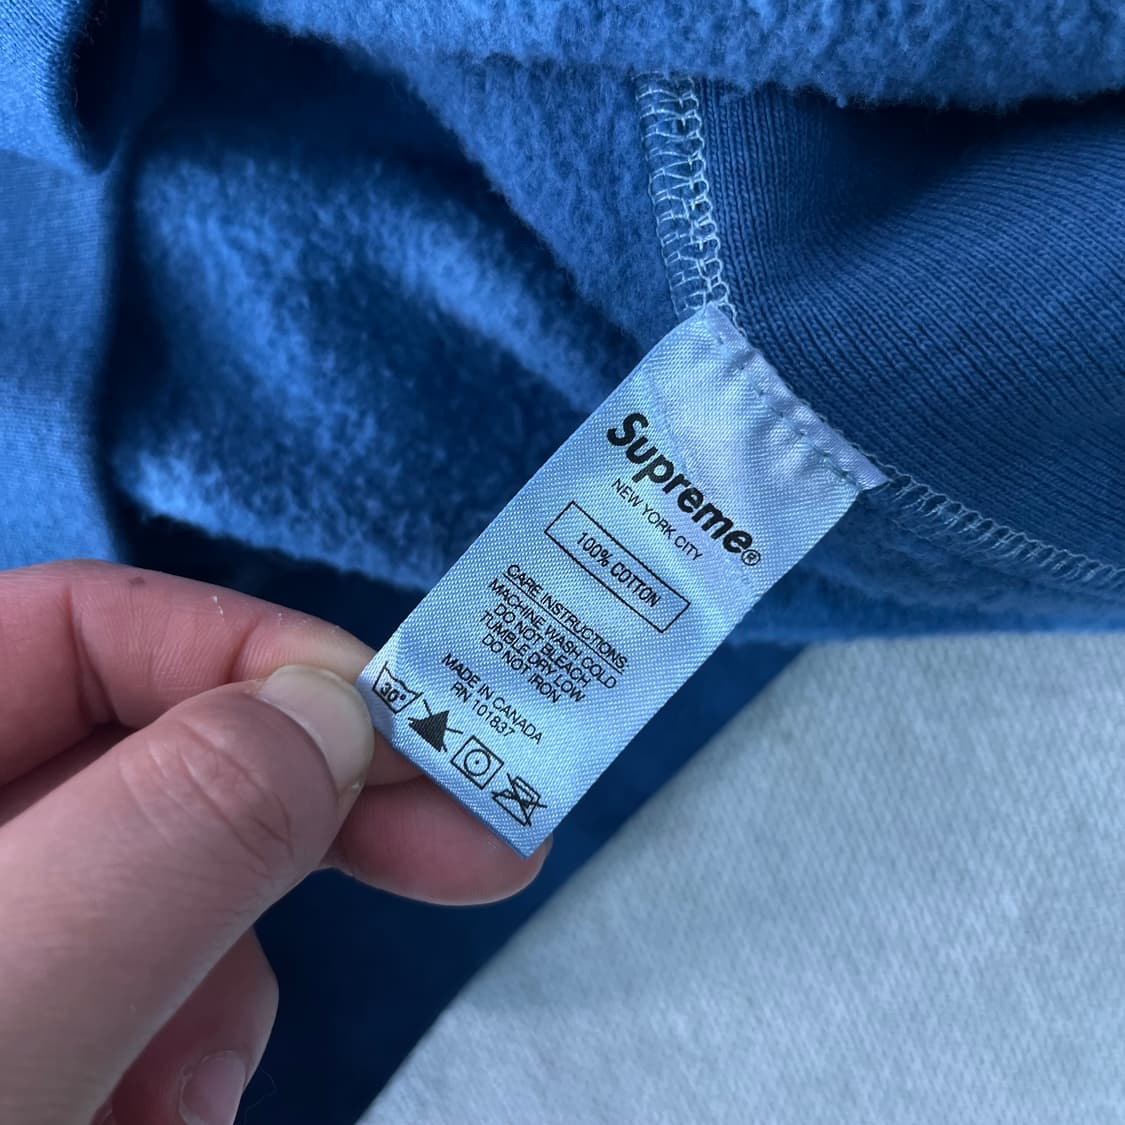 Supreme®
NEW YORK CITY
100% COTTON
CARE INSTRUCTIONS
MACHINE WASH COLD
DO NOT BLEACH
TUMBLE DRY LOW
DO NOT IRON
MADE IN CANADA
RN 101837
30°